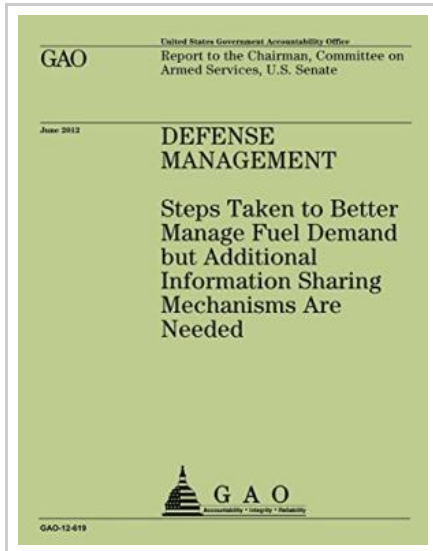 United States Government Accountability Office
GAO
Report to the Chairman, Committee on
Armed Services, U.S. Senate
June 2012
DEFENSE
MANAGEMENT
Steps Taken to Better
Manage Fuel Demand
but Additional
Information Sharing
Mechanisms Are
Needed
G A O
Accountability * Integrity * Reliability
GAO-12-619